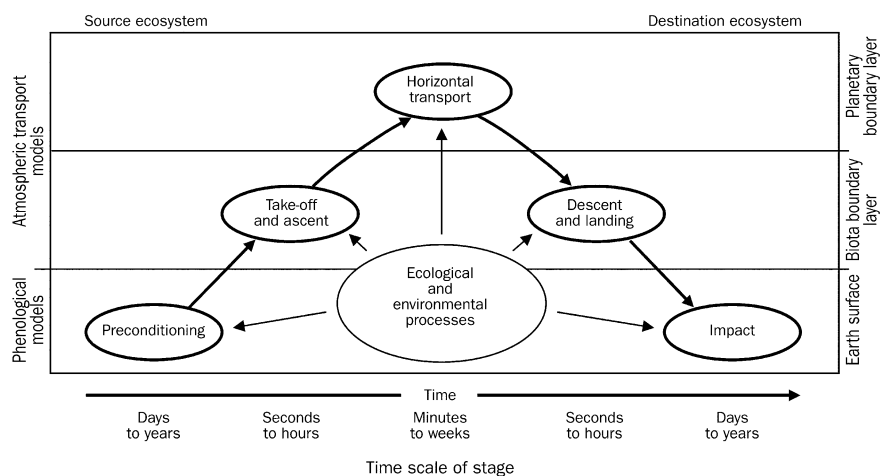 Source ecosystem
Destination ecosystem
Atmospheric transport
models
Phenological
models
Planetary
boundary layer
Biota boundary
layer
Earth surface
Horizontal
transport
Take-off
and ascent
Descent
and landing
Ecological
and
environmental
processes
Preconditioning
Impact
Time
Days
to years
Seconds
to hours
Minutes
to weeks
Seconds
to hours
Days
to years
Time scale of stage